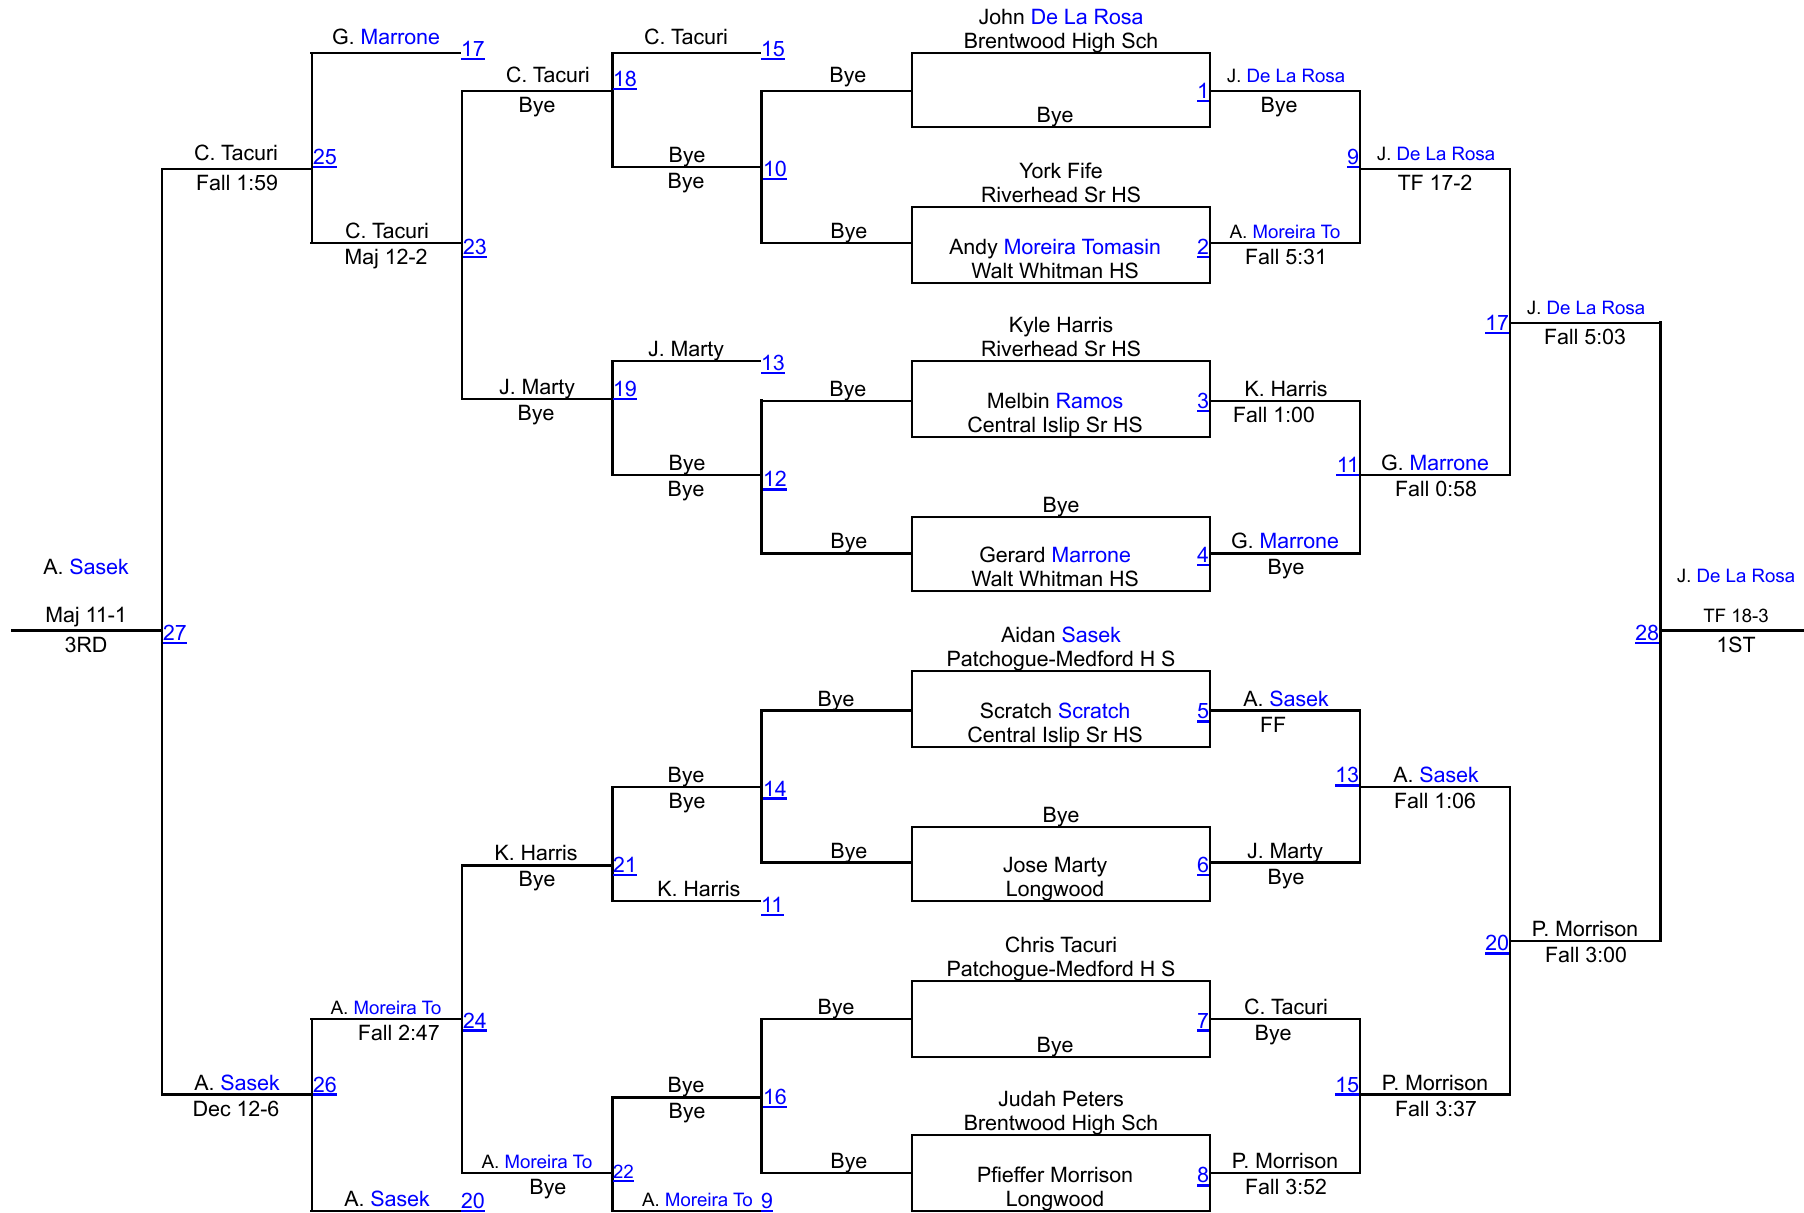 John De La Rosa
G. Marrone 17 C. Tacuri 15 Brentwood High Sch
C. Tacuri 18 Bye J. De La Rosa
Bye 1 Bye
Bye
C. Tacuri 25 Bye 9 J. De La Rosa
Fall 1:59 Bye 10 York Fife TF 17-2
Riverhead Sr HS
C. Tacuri 23 Bye Andy Moreira Tomasin 2 A. Moreira To
Maj 12-2 Walt Whitman HS Fall 5:31
J. De La Rosa
Kyle Harris 17 Fall 5:03
J. Marty 13 Riverhead Sr HS
J. Marty 19 Bye K. Harris
Bye Melbin Ramos 3 Fall 1:00
Central Islip Sr HS
Bye 11 G. Marrone
Bye 12 Fall 0:58
Bye
Bye G. Marrone
A. Sasek Gerard Marrone 4 Bye
Walt Whitman HS J. De La Rosa
Maj 11-1 TF 18-3
3RD 27 Aidan Sasek 28 1ST
Patchogue-Medford H S
Bye A. Sasek
Scratch Scratch 5 FF
Central Islip Sr HS
Bye 14 13 A. Sasek
Bye Fall 1:06
Bye
K. Harris 21 Bye J. Marty
Bye Jose Marty 6 Bye
K. Harris 11 Longwood
P. Morrison
Chris Tacuri 20 Fall 3:00
Patchogue-Medford H S
A. Moreira To 24 Bye C. Tacuri
Fall 2:47 7 Bye
Bye
A. Sasek 26 Bye 16 15 P. Morrison
Dec 12-6 Bye Judah Peters Fall 3:37
Brentwood High Sch
A. Moreira To 22 Bye P. Morrison
Bye Pfieffer Morrison 8 Fall 3:52
A. Sasek 20 A. Moreira To 9 Longwood